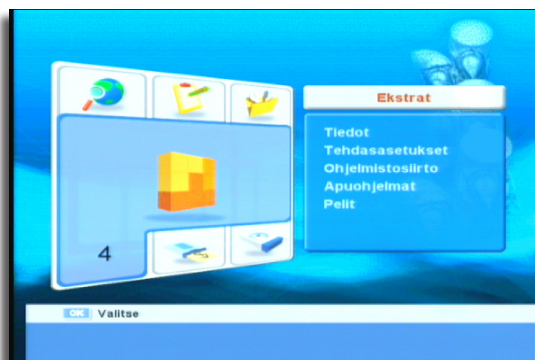 Ekstrat
Tiedot
Tehdasasetukset
Ohjelmistosiirto
Apuohjelmat
Pelit
4
OK Valitse